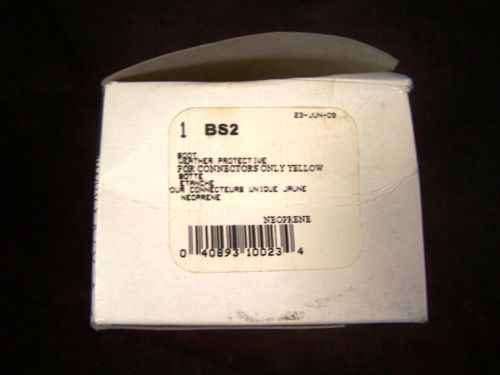 23-JUN-09
1 BS2
BOOT
WEATHER PROTECTIVE
FOR CONNECTORS ONLY YELLOW
BOTTE
ETANCHE
OUR CONNECTEURS UNIQUE JAUNE
NEOPRENE
NEOPRENE
0 40893 10023 4